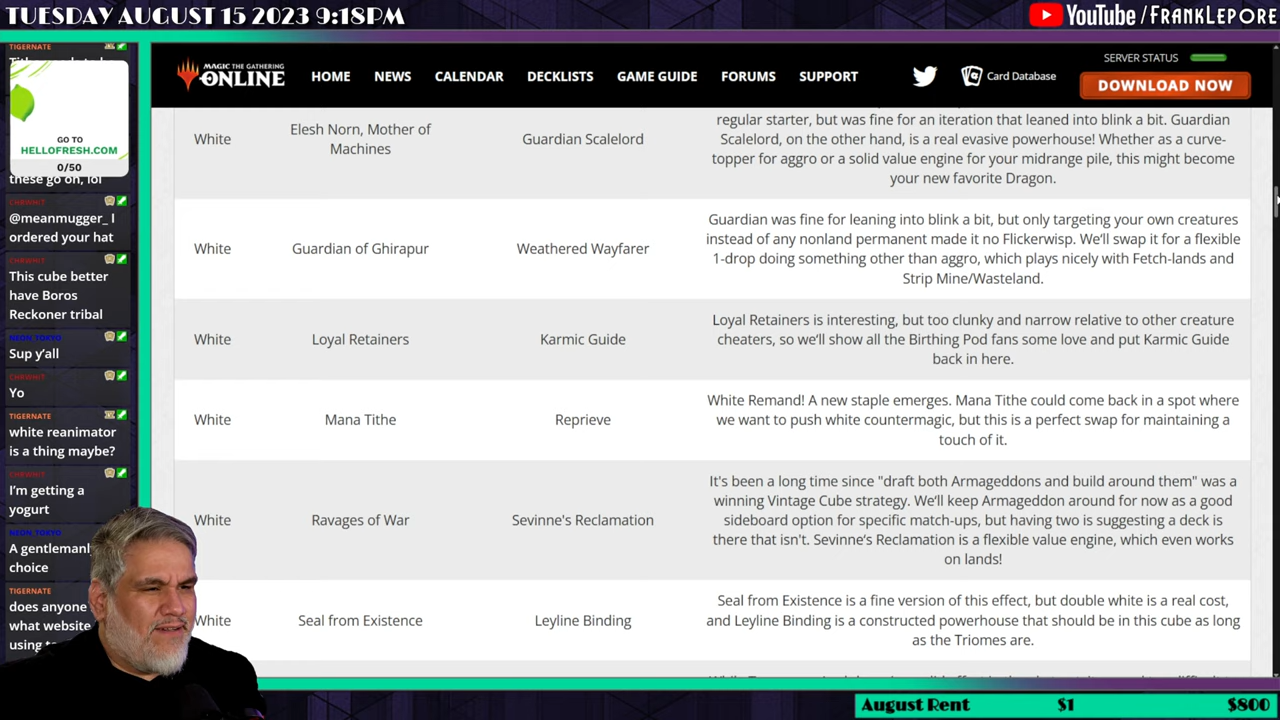 TUESDAY AUGUST 15 2023 9:18PM
YouTube /FRANKLEPORE
TIGERNATE
GO TO
HELLOFRESH.COM
0/50
these go on, lol
CHRWHIT
@meanmugger_ I
ordered your hat
CHRWHIT
This cube better
have Boros
Reckoner tribal
NEON TOKYO
Sup y'all
CHRWHIT
Yo
TIGERNATE
white reanimator
is a thing maybe?
CHRWHIT
I'm getting a
yogurt
NEON TOKYO
A gentleman
choice
TIGERNATE
does anyone
what website
using
MAGIC THE GATHERING
ONLINE
HOME
NEWS
CALENDAR
DECKLISTS
GAME GUIDE
FORUMS
SUPPORT
Card Database
SERVER STATUS
DOWNLOAD NOW
White
Elesh Norn, Mother of
Machines
Guardian Scalelord
regular starter, but was fine for an iteration that leaned into blink a bit. Guardian
Scalelord, on the other hand, is a real evasive powerhouse! Whether as a curve-
topper for aggro or a solid value engine for your midrange pile, this might become
your new favorite Dragon.
White
Guardian of Ghirapur
Weathered Wayfarer
Guardian was fine for leaning into blink a bit, but only targeting your own creatures
instead of any nonland permanent made it no Flickerwisp. We'll swap it for a flexible
1-drop doing something other than aggro, which plays nicely with Fetch-lands and
Strip Mine/Wasteland.
White
Loyal Retainers
Karmic Guide
Loyal Retainers is interesting, but too clunky and narrow relative to other creature
cheaters, so we'll show all the Birthing Pod fans some love and put Karmic Guide
back in here.
White
Mana Tithe
Reprieve
White Remand! A new staple emerges. Mana Tithe could come back in a spot where
we want to push white countermagic, but this is a perfect swap for maintaining a
touch of it.
White
Ravages of War
Sevinne's Reclamation
It's been a long time since "draft both Armageddons and build around them" was a
winning Vintage Cube strategy. We'll keep Armageddon around for now as a good
sideboard option for specific match-ups, but having two is suggesting a deck is
there that isn't. Sevinne's Reclamation is a flexible value engine, which even works
on lands!
White
Seal from Existence
Leyline Binding
Seal from Existence is a fine version of this effect, but double white is a real cost,
and Leyline Binding is a constructed powerhouse that should be in this cube as long
as the Triomes are.
August Rent
$1
$800